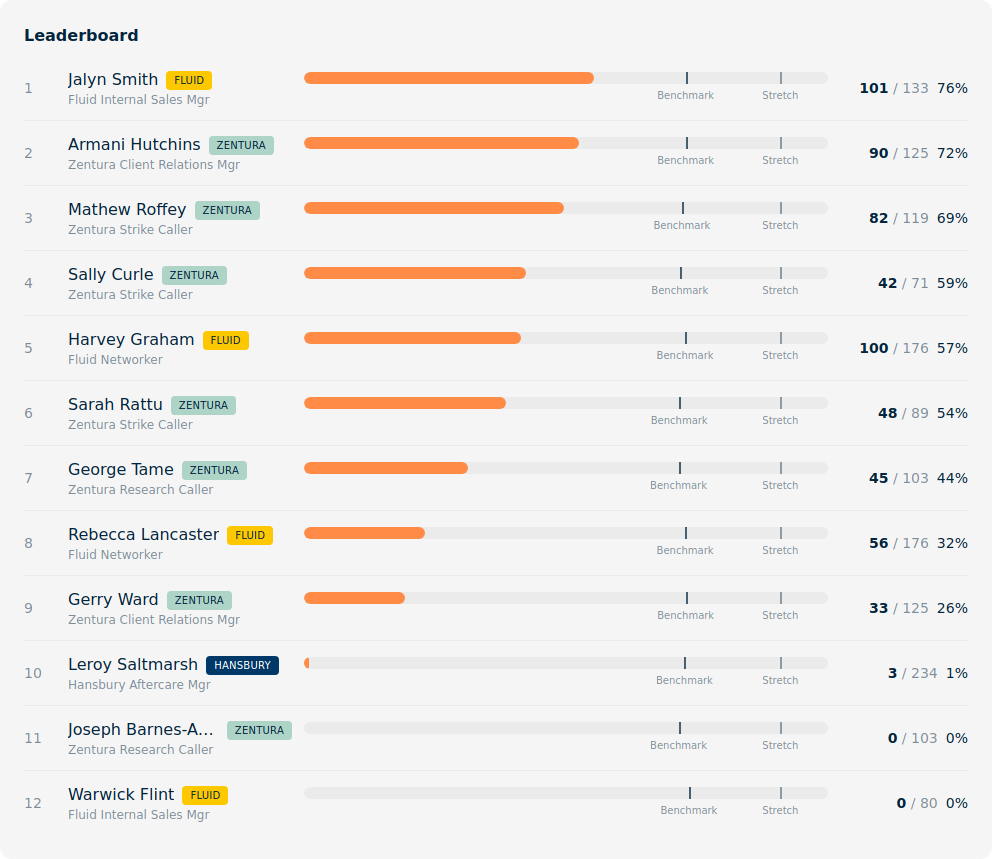 Leaderboard
1 Jalyn Smith FLUID
Fluid Internal Sales Mgr
Benchmark Stretch
101 / 133 76%
2 Armani Hutchins ZENTURA
Zentura Client Relations Mgr
Benchmark Stretch
90 / 125 72%
3 Mathew Roffey ZENTURA
Zentura Strike Caller
Benchmark Stretch
82 / 119 69%
4 Sally Curle ZENTURA
Zentura Strike Caller
Benchmark Stretch
42 / 71 59%
5 Harvey Graham FLUID
Fluid Networker
Benchmark Stretch
100 / 176 57%
6 Sarah Rattu ZENTURA
Zentura Strike Caller
Benchmark Stretch
48 / 89 54%
7 George Tame ZENTURA
Zentura Research Caller
Benchmark Stretch
45 / 103 44%
8 Rebecca Lancaster FLUID
Fluid Networker
Benchmark Stretch
56 / 176 32%
9 Gerry Ward ZENTURA
Zentura Client Relations Mgr
Benchmark Stretch
33 / 125 26%
10 Leroy Saltmarsh HANSBURY
Hansbury Aftercare Mgr
Benchmark Stretch
3 / 234 1%
11 Joseph Barnes-A... ZENTURA
Zentura Research Caller
Benchmark Stretch
0 / 103 0%
12 Warwick Flint FLUID
Fluid Internal Sales Mgr
Benchmark Stretch
0 / 80 0%